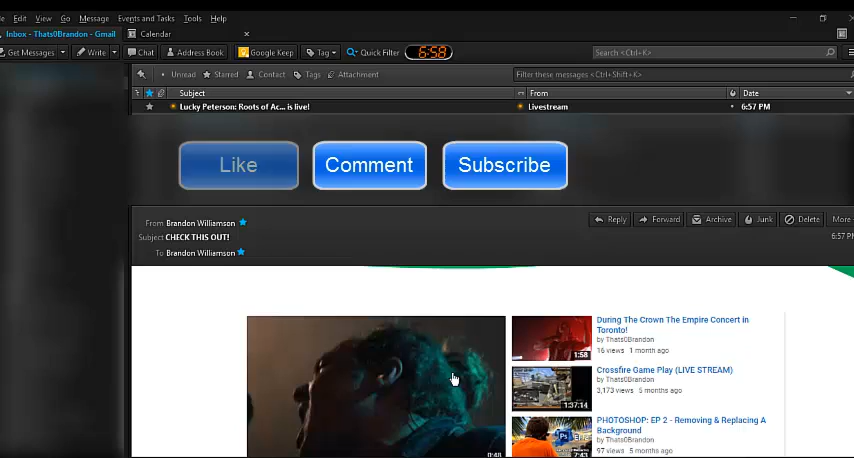 Edit View Go Message Events and Tasks Tools Help
Inbox - Thats0Brandon - Gmail Calendar
Get Messages Write Chat Address Book Google Keep Tag Quick Filter 6:58 Search <Ctrl+K>
Unread Starred Contact Tags Attachment Filter these messages <Ctrl+Shift+K>
Subject From Date
Lucky Peterson: Roots of Ac... is live! Livestream 6:57 PM
Like Comment Subscribe
From Brandon Williamson Reply Forward Archive Junk Delete More
Subject CHECK THIS OUT! 6:57 PM
To Brandon Williamson
During The Crown The Empire Concert in
Toronto!
by Thats0Brandon
16 views 1 month ago
1:58
Crossfire Game Play (LIVE STREAM)
by Thats0Brandon
3,173 views 5 months ago
1:37:14
PHOTOSHOP: EP 2 - Removing & Replacing A
Background
by Thats0Brandon
97 views 5 months ago
Ps
7:43
0:48